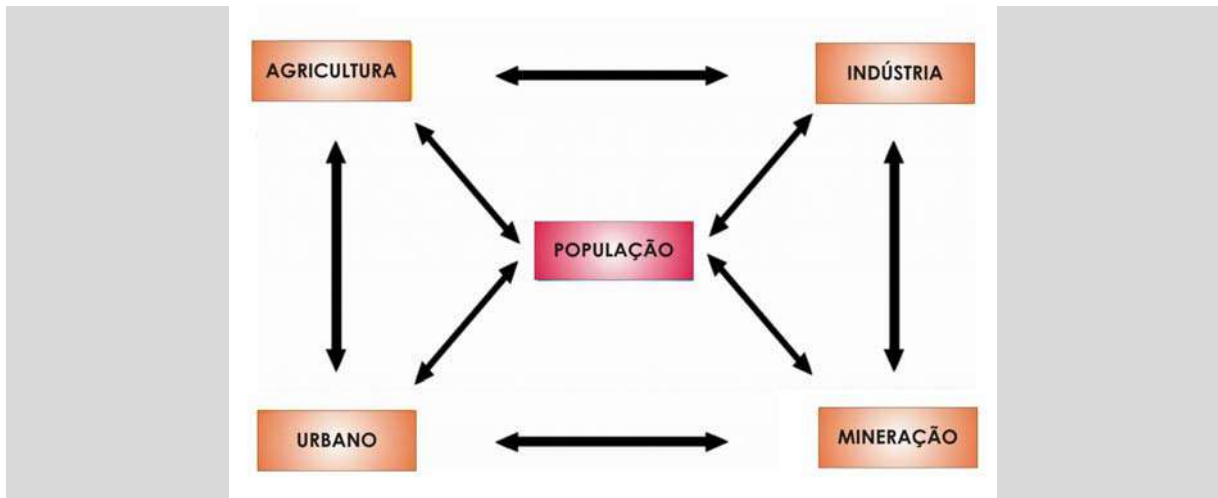 AGRICULTURA
INDÚSTRIA
POPULAÇÃO
URBANO
MINERAÇÃO